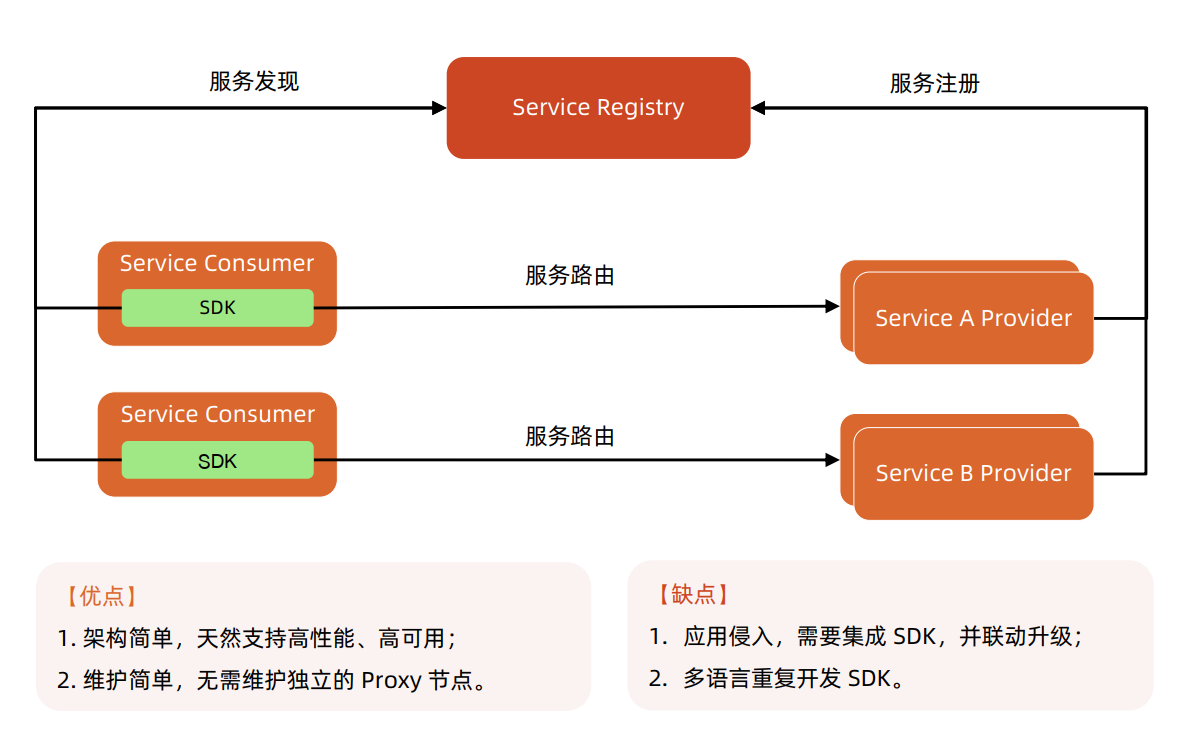 服务发现
Service Registry
服务注册
Service Consumer
SDK
服务路由
Service A Provider
Service Consumer
SDK
服务路由
Service B Provider
【优点】
1. 架构简单，天然支持高性能、高可用；
2. 维护简单，无需维护独立的 Proxy 节点。
【缺点】
1. 应用侵入，需要集成 SDK，并联动升级；
2. 多语言重复开发 SDK。